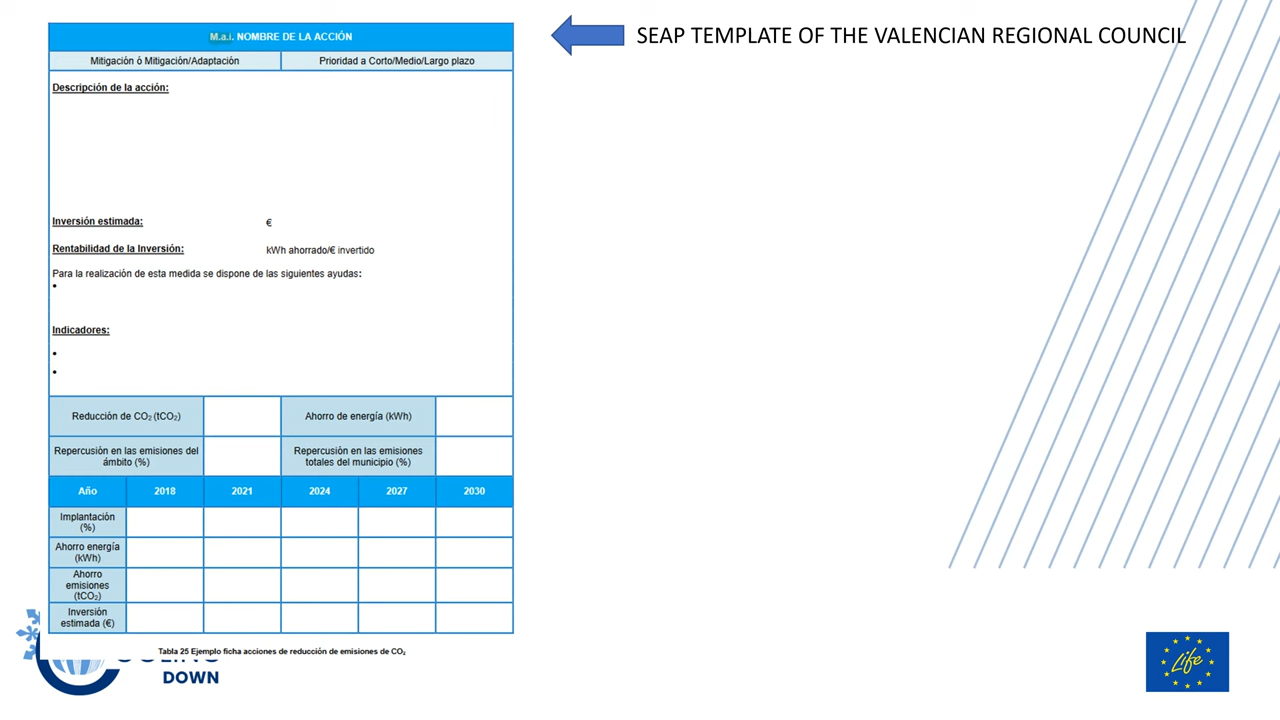 M.a.i. NOMBRE DE LA ACCIÓN
SEAP TEMPLATE OF THE VALENCIAN REGIONAL COUNCIL
Mitigación ó Mitigación/Adaptación
Prioridad a Corto/Medio/Largo plazo
Descripción de la acción:
Inversión estimada: €
Rentabilidad de la Inversión: kWh ahorrado/€ invertido
Para la realización de esta medida se dispone de las siguientes ayudas:
•
Indicadores:
•
•
Reducción de CO₂ (tCO₂)
Ahorro de energía (kWh)
Repercusión en las emisiones del
ámbito (%)
Repercusión en las emisiones
totales del municipio (%)
Año 2018 2021 2024 2027 2030
Implantación
(%)
Ahorro energía
(kWh)
Ahorro
emisiones
(tCO₂)
Inversión
estimada (€)
Tabla 25 Ejemplo ficha acciones de reducción de emisiones de CO₂
DOWN
Life